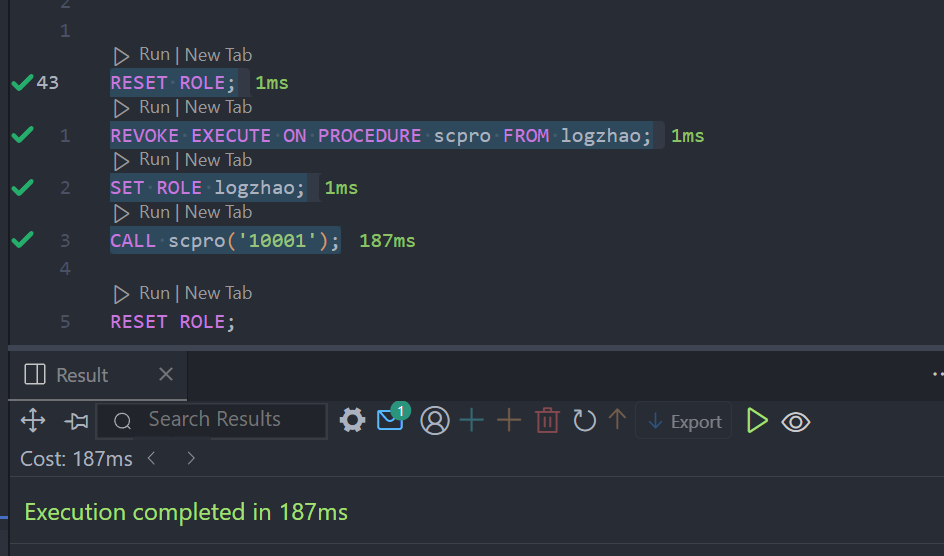 2
1
Run | New Tab
43 RESET ROLE; 1ms
Run | New Tab
1 REVOKE EXECUTE ON PROCEDURE scpro FROM logzhao; 1ms
Run | New Tab
2 SET ROLE logzhao; 1ms
Run | New Tab
3 CALL scpro('10001'); 187ms
4
Run | New Tab
5 RESET ROLE;
Result
Search Results 1 Export
Cost: 187ms
Execution completed in 187ms